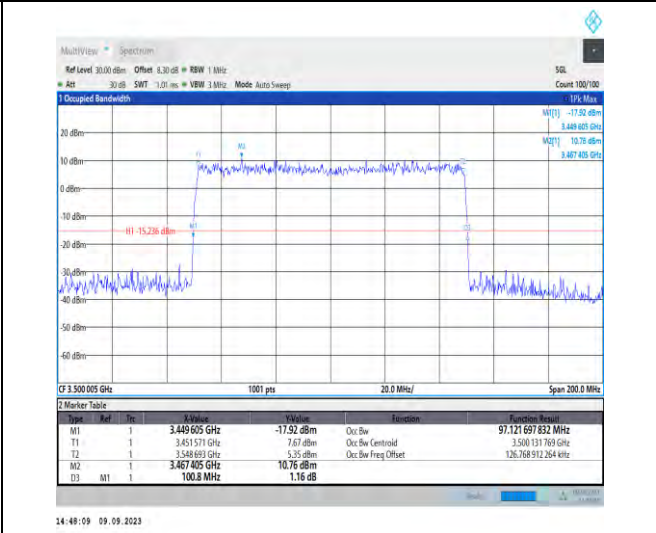 MultiView Spectrum
Ref Level 30.00 dBm Offset 8.30 dB RBW 1 MHz SGL
Att 30 dB SWT 1.01 ms VBW 3 MHz Mode Auto Sweep Count 100/100
1 Occupied Bandwidth 1Pk Max
M1[1] -17.92 dBm
3.449 605 GHz
M2[1] 10.76 dBm
3.467 405 GHz
20 dBm
M2
10 dBm
0 dBm
-10 dBm
H1 -15.236 dBm
M1
-20 dBm
-30 dBm
-40 dBm
-50 dBm
-60 dBm
CF 3.500 005 GHz 1001 pts 20.0 MHz/ Span 200.0 MHz
2 Marker Table
Type Ref Trc X-Value Y-Value Function Function Result
M1 1 3.449 605 GHz -17.92 dBm Occ Bw 97.121 697 832 MHz
T1 1 3.451 571 GHz 7.67 dBm Occ Bw Centroid 3.500 131 769 GHz
T2 1 3.548 693 GHz 5.35 dBm Occ Bw Freq Offset 126.768 912 264 kHz
M2 1 3.467 405 GHz 10.76 dBm
D3 M1 1 100.8 MHz 1.16 dB
14:48:09 09.09.2023